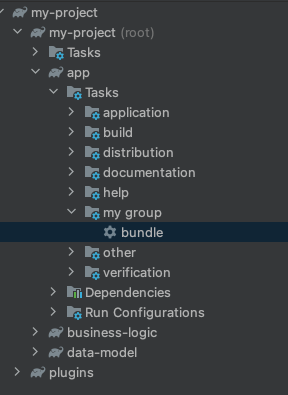 my-project
my-project (root)
Tasks
app
Tasks
application
build
distribution
documentation
help
my group
bundle
other
verification
Dependencies
Run Configurations
business-logic
data-model
plugins